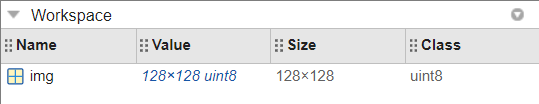 Workspace
Name Value Size Class
img 128×128 uint8 128×128 uint8